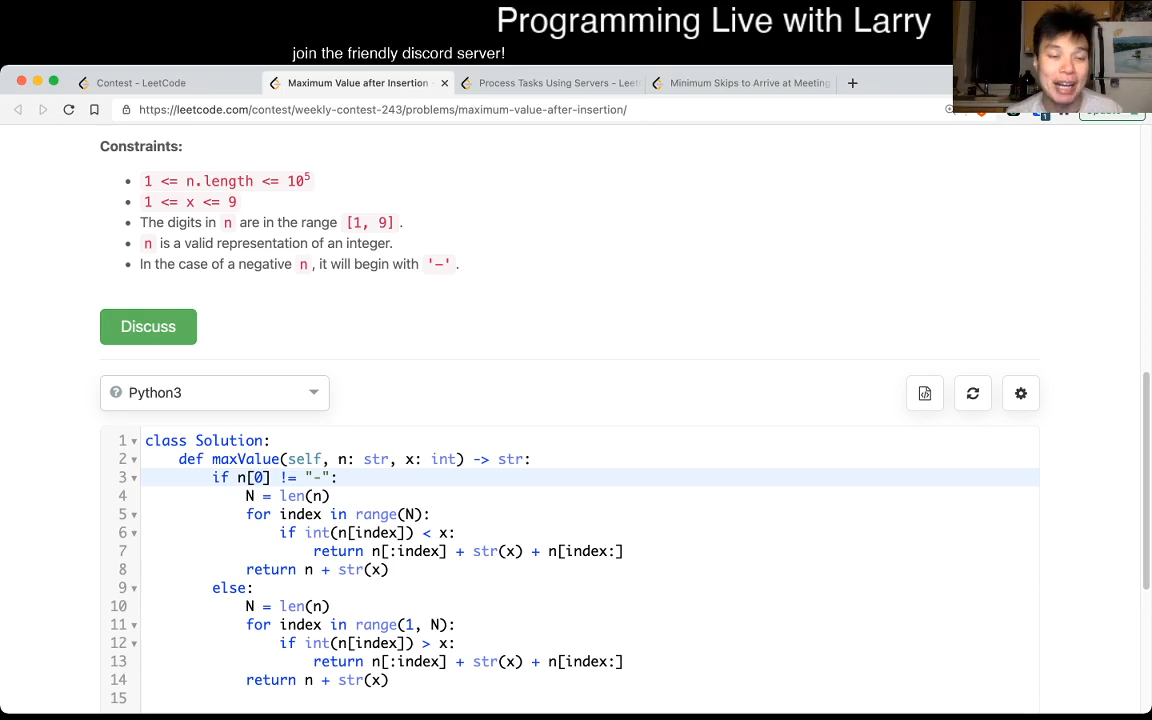 Programming Live with Larry
join the friendly discord server!
Contest - LeetCode
Maximum Value after Insertion
Process Tasks Using Servers - Leet
Minimum Skips to Arrive at Meeting
https://leetcode.com/contest/weekly-contest-243/problems/maximum-value-after-insertion/
Constraints:
1 <= n.length <= 10⁵
1 <= x <= 9
The digits in n are in the range [1, 9].
n is a valid representation of an integer.
In the case of a negative n, it will begin with '-'.
Discuss
Python3
1 class Solution:
2 def maxValue(self, n: str, x: int) -> str:
3 if n[0] != "-":
4 N = len(n)
5 for index in range(N):
6 if int(n[index]) < x:
7 return n[:index] + str(x) + n[index:]
8 return n + str(x)
9 else:
10 N = len(n)
11 for index in range(1, N):
12 if int(n[index]) > x:
13 return n[:index] + str(x) + n[index:]
14 return n + str(x)
15